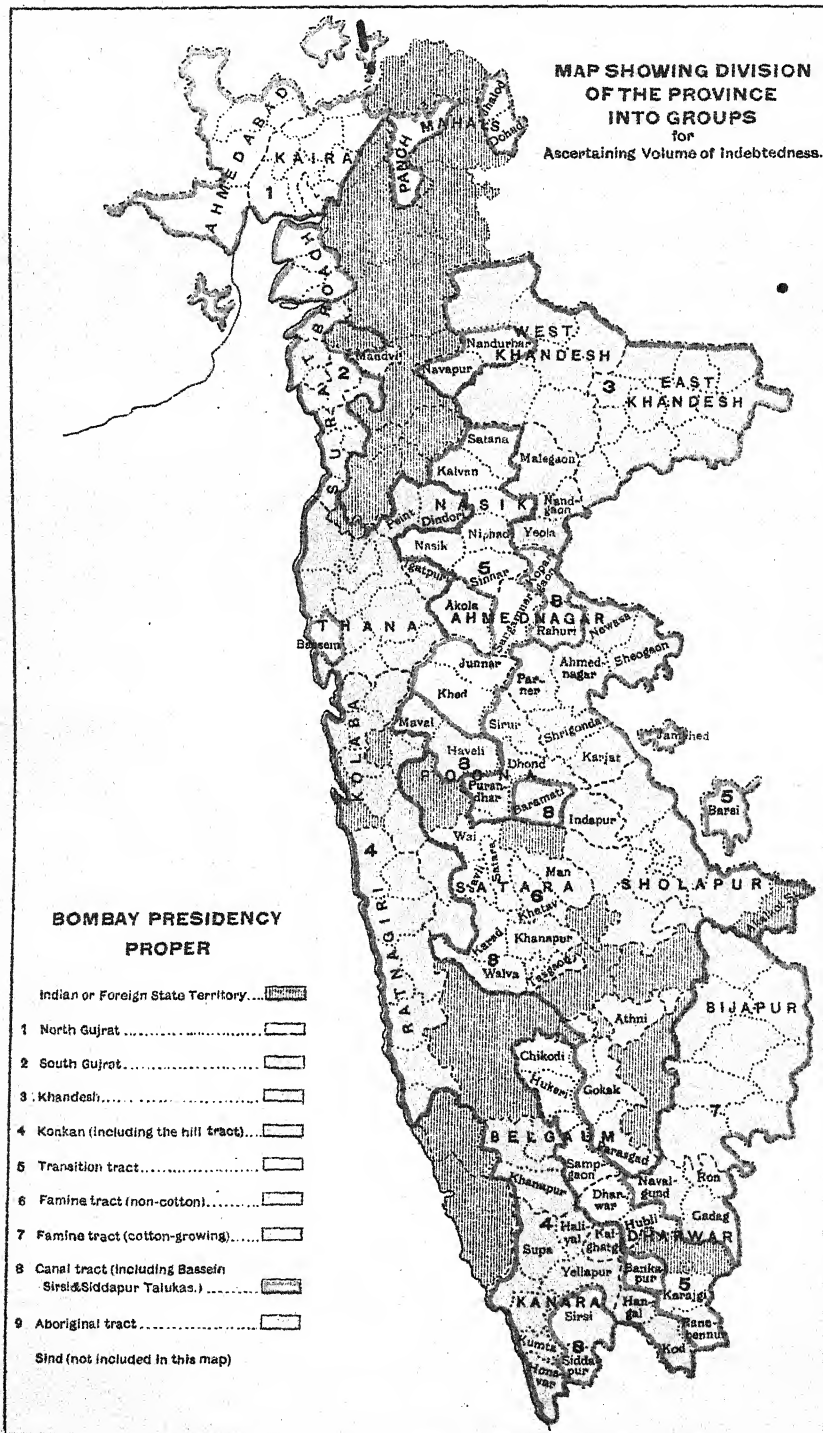 MAP SHOWING DIVISION
OF THE PROVINCE
INTO GROUPS
for
Ascertaining Volume of Indebtedness.
AHMEDABAD
KAIRA
1
PANCH MAHALS
Jhalod
Dohad
BROACH
SURAT
2
Mandvi
WEST
KHANDESH
Nandurbar
Navapur
3
EAST
KHANDESH
Satana
Kalvan
Malegaon
NASIK
Nandgaon
Peint
Dindori
Niphad
Yeola
Nasik
5
Sinnar
Igatpuri
Kopargaon
Akola
AHMEDNAGAR
Sangamner
8
Rahuri
Newasa
Sheogaon
THANA
Bassein
Junnar
Khed
Parner
Ahmednagar
Maval
Sirur
Shrigonda
Jamkhed
KOLABA
Haveli
8
Dhond
Karjat
POONA
Purandhar
Baramati
8
Indapur
5
Barsi
Wai
4
Javli
Satara
Man
SATARA
6
Khatav
SHOLAPUR
RATNAGIRI
Karad
Khanapur
8
Walva
Tasgaon
Athni
BIJAPUR
Chikodi
Hukeri
Gokak
7
BELGAUM
Parasgad
Sampgaon
Khanapur
Dharwar
Navalgund
Ron
4
Haliyal
Kalghatgi
Hubli
DHARWAR
Gadag
Supa
Yellapur
Bankapur
5
Karajgi
KANARA
Hangal
Sirsi
Ranebennur
Kod
Kumta
8
Siddapur
Honavar
BOMBAY PRESIDENCY
PROPER
Indian or Foreign State Territory....
1 North Gujrat
2 South Gujrat
3 Khandesh
4 Konkan (including the hill tract)....
5 Transition tract
6 Famine tract (non-cotton)
7 Famine tract (cotton-growing)
8 Canal tract (including Bassein
Sirsi&Siddapur Talukas.)
9 Aboriginal tract
Sind (not included in this map)